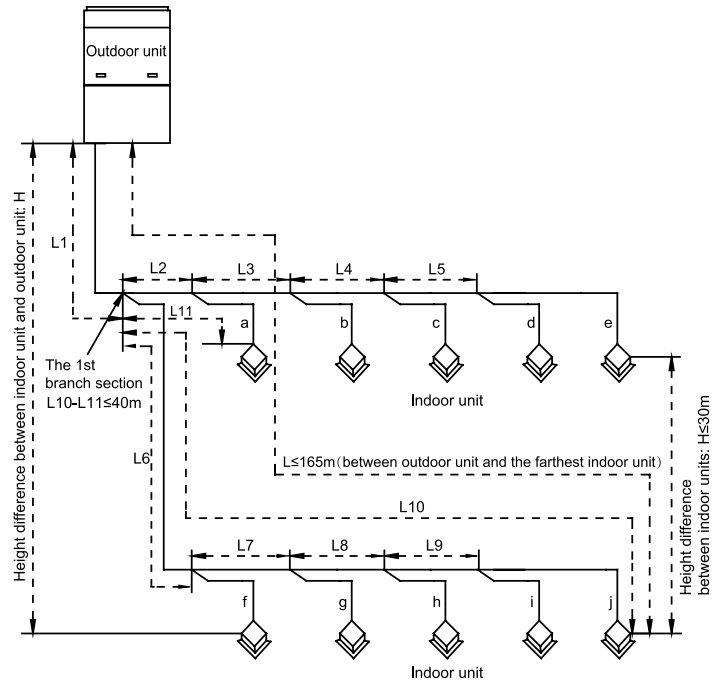 Outdoor unit
Height difference between indoor unit and outdoor unit: H
L1
L2
L3
L4
L5
L11
a
b
c
d
e
The 1st
branch section
L10-L11≤40m
Indoor unit
L6
L≤165m(between outdoor unit and the farthest indoor unit)
L10
Height difference
between indoor units: H≤30m
L7
L8
L9
f
g
h
i
j
Indoor unit